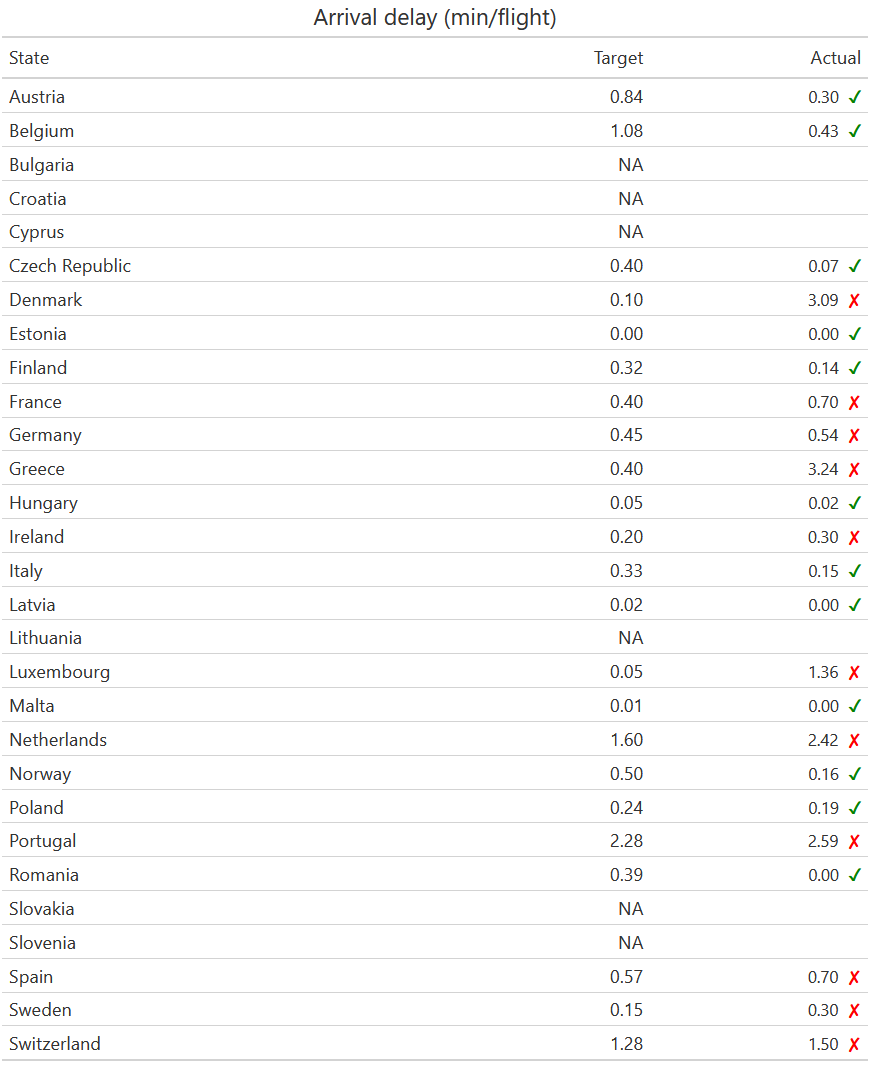 Arrival delay (min/flight)
State Target Actual
Austria 0.84 0.30 ✓
Belgium 1.08 0.43 ✓
Bulgaria NA
Croatia NA
Cyprus NA
Czech Republic 0.40 0.07 ✓
Denmark 0.10 3.09 ✗
Estonia 0.00 0.00 ✓
Finland 0.32 0.14 ✓
France 0.40 0.70 ✗
Germany 0.45 0.54 ✗
Greece 0.40 3.24 ✗
Hungary 0.05 0.02 ✓
Ireland 0.20 0.30 ✗
Italy 0.33 0.15 ✓
Latvia 0.02 0.00 ✓
Lithuania NA
Luxembourg 0.05 1.36 ✗
Malta 0.01 0.00 ✓
Netherlands 1.60 2.42 ✗
Norway 0.50 0.16 ✓
Poland 0.24 0.19 ✓
Portugal 2.28 2.59 ✗
Romania 0.39 0.00 ✓
Slovakia NA
Slovenia NA
Spain 0.57 0.70 ✗
Sweden 0.15 0.30 ✗
Switzerland 1.28 1.50 ✗